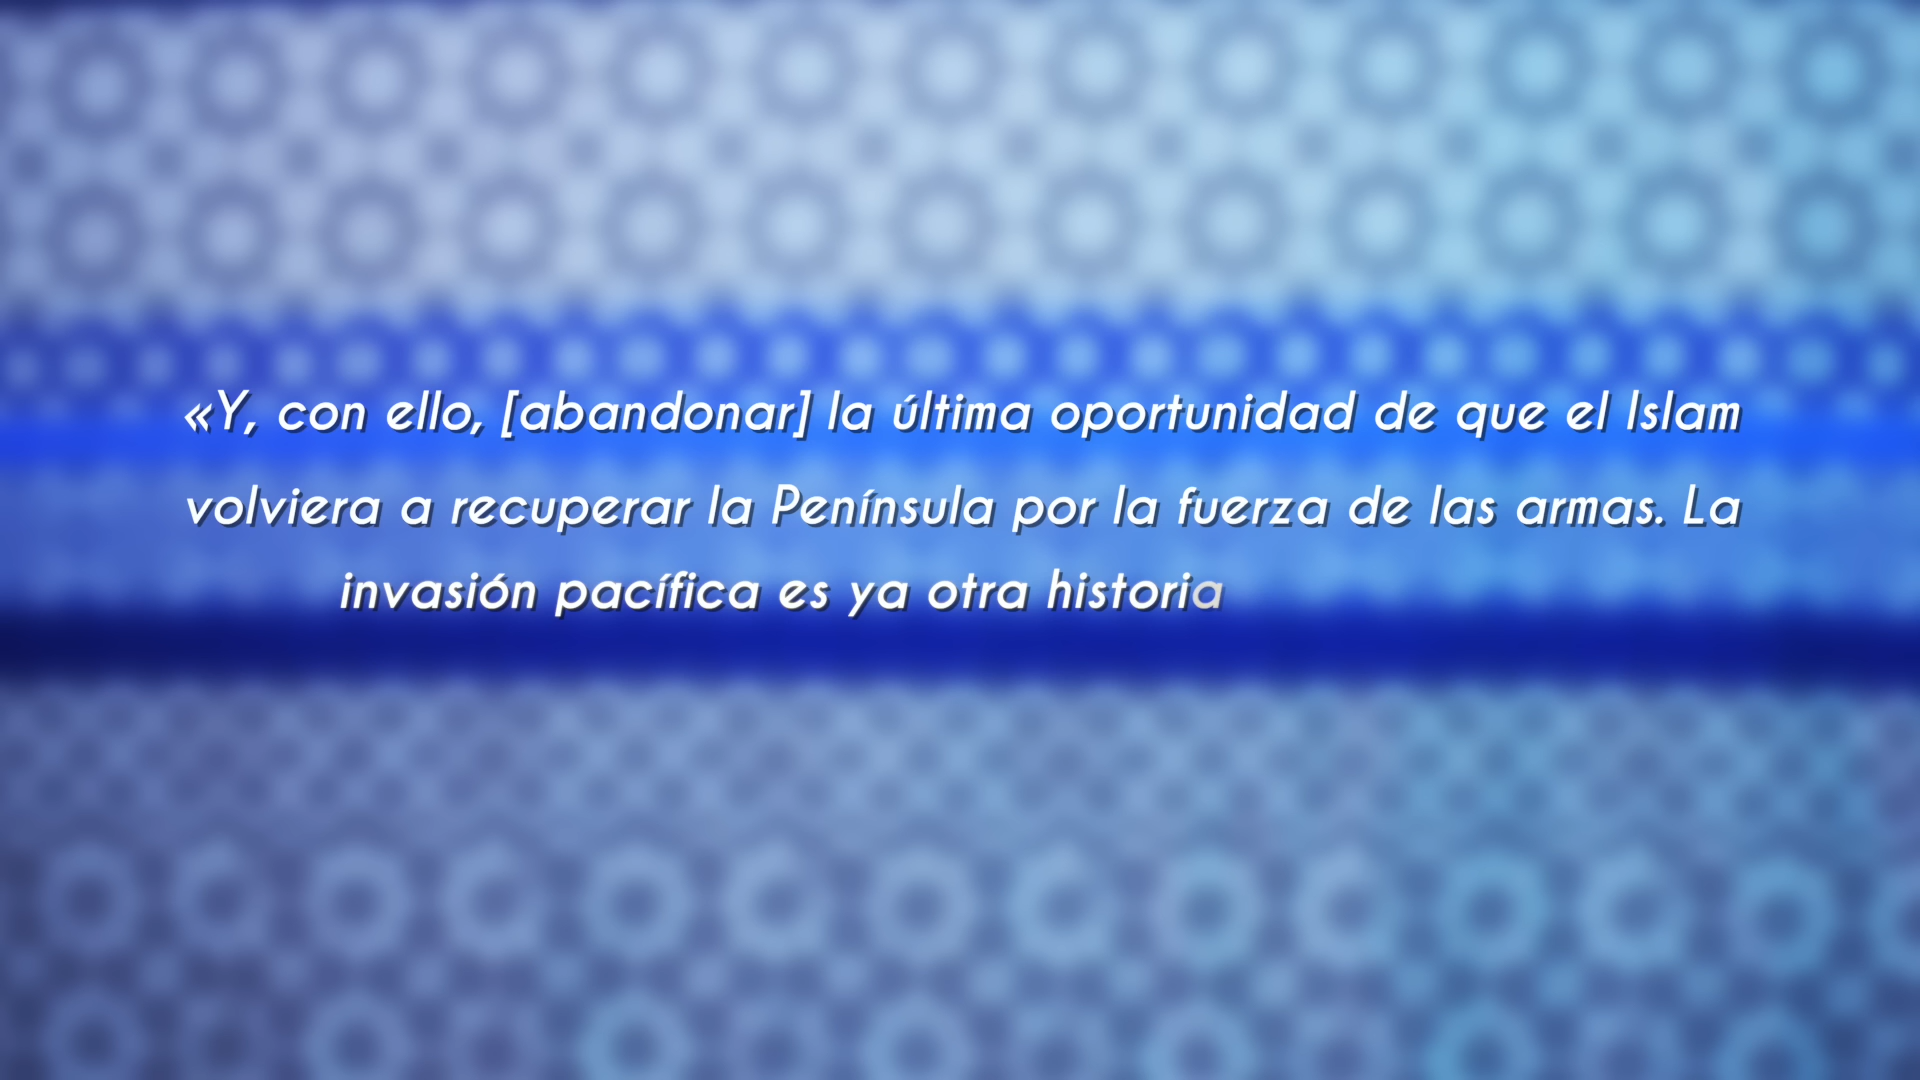 «Y, con ello, [abandonar] la última oportunidad de que el Islam
volviera a recuperar la Península por la fuerza de las armas. La
invasión pacífica es ya otra historia